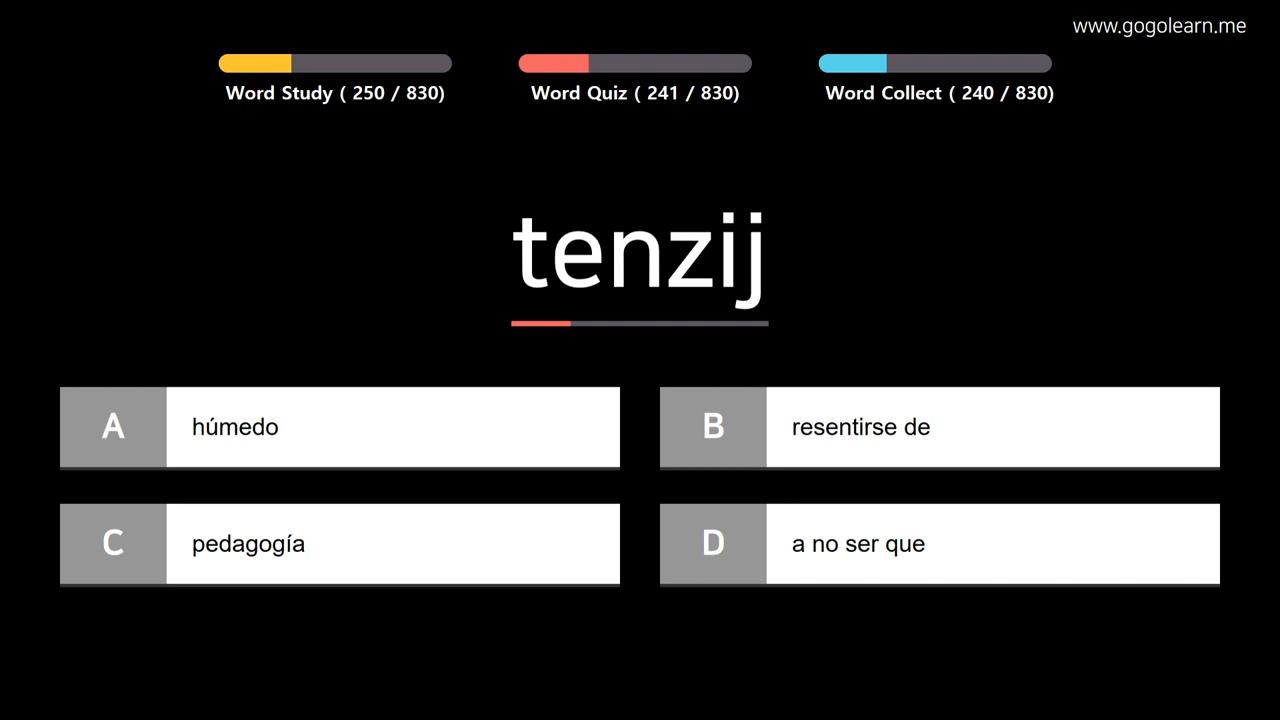 www.gogolearn.me
Word Study ( 250 / 830)
Word Quiz ( 241 / 830)
Word Collect ( 240 / 830)
tenzij
A húmedo
B resentirse de
C pedagogía
D a no ser que